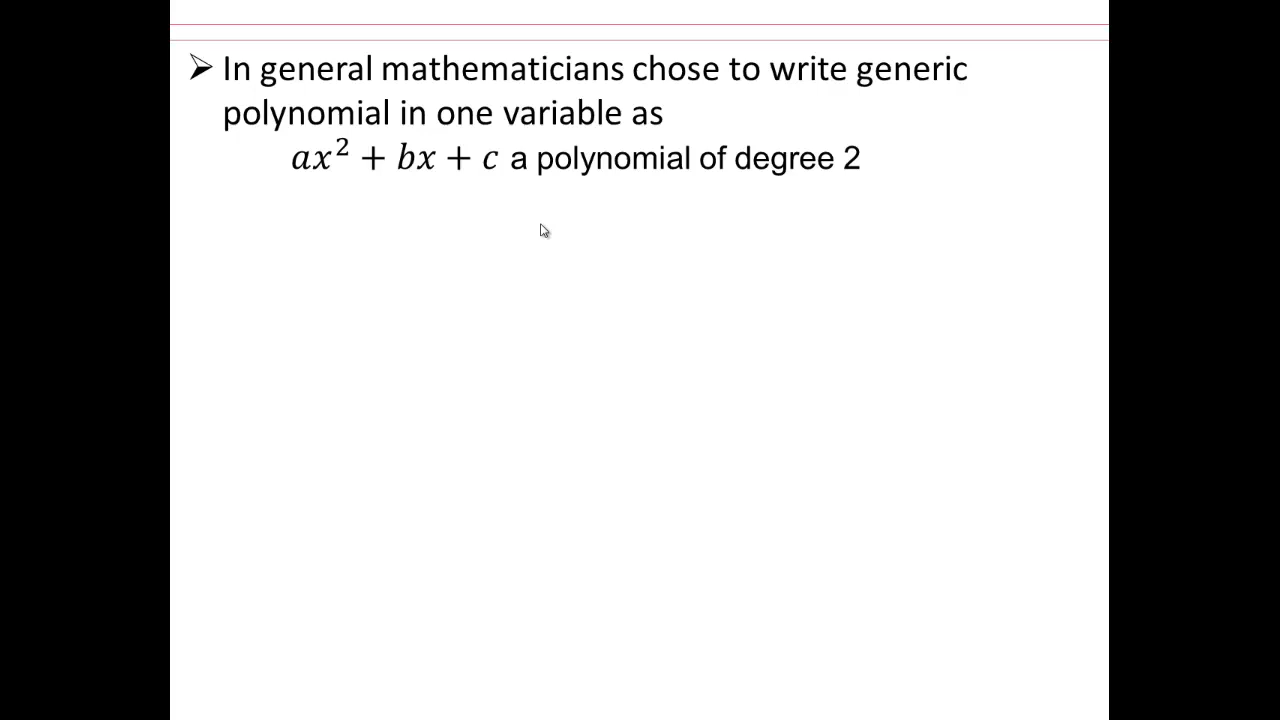 ➢ In general mathematicians chose to write generic
polynomial in one variable as
𝑎𝑥² + 𝑏𝑥 + 𝑐 a polynomial of degree 2